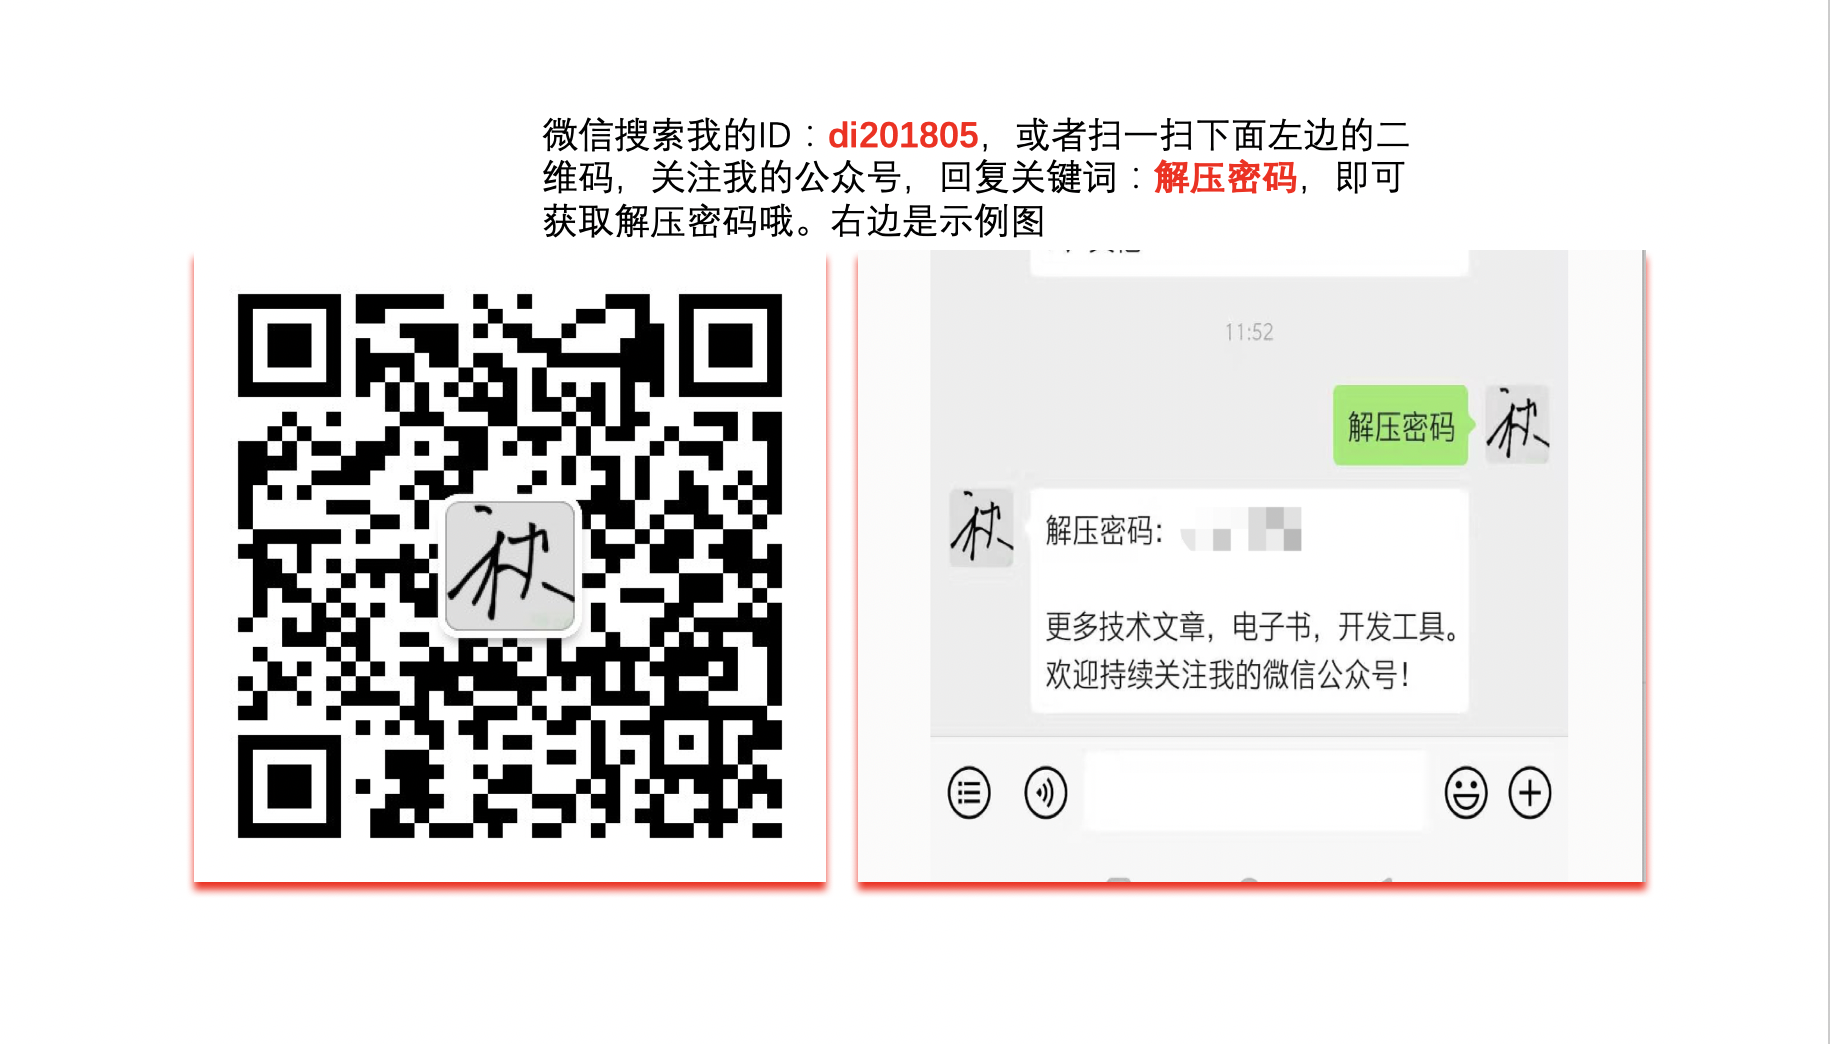 微信搜索我的ID：di201805，或者扫一扫下面左边的二
维码，关注我的公众号，回复关键词：解压密码，即可
获取解压密码哦。右边是示例图
11:52
解压密码
解压密码：
更多技术文章，电子书，开发工具。
欢迎持续关注我的微信公众号！